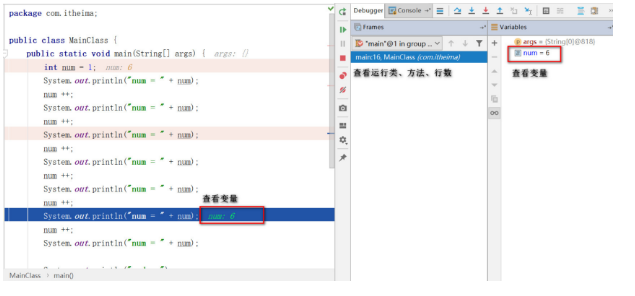 package com.itheima;
public class MainClass {
public static void main(String[] args) { args: {}
int num = 1; num: 6
System.out.println("num = " + num);
num ++;
System.out.println("num = " + num);
num ++;
System.out.println("num = " + num);
num ++;
System.out.println("num = " + num);
num ++;
System.out.println("num = " + num);
num ++;
查看变量
System.out.println("num = " + num); num: 6
num ++;
System.out.println("num = " + num);
MainClass › main()
Debugger Console
Frames
"main"@1 in group ...
main:16, MainClass (com.itheima)
查看运行类、方法、行数
Variables
args = {String[0]@818}
num = 6
查看变量